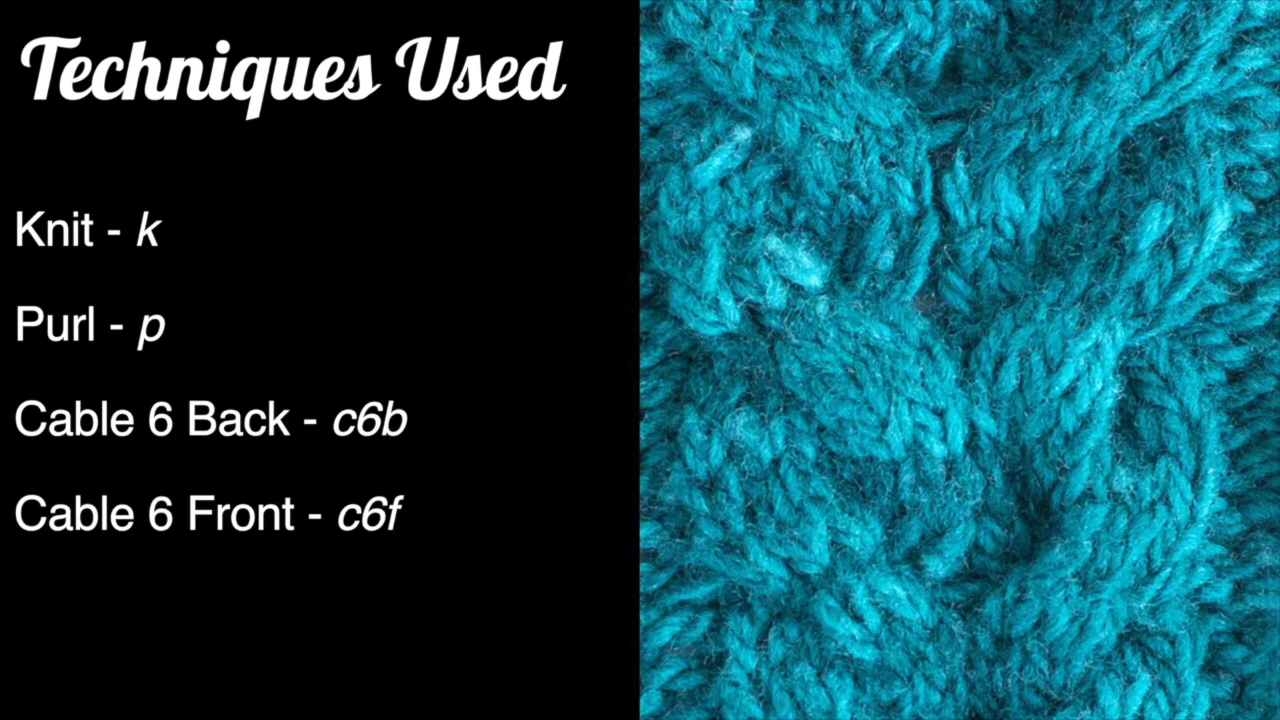 Techniques Used
Knit - k
Purl - p
Cable 6 Back - c6b
Cable 6 Front - c6f